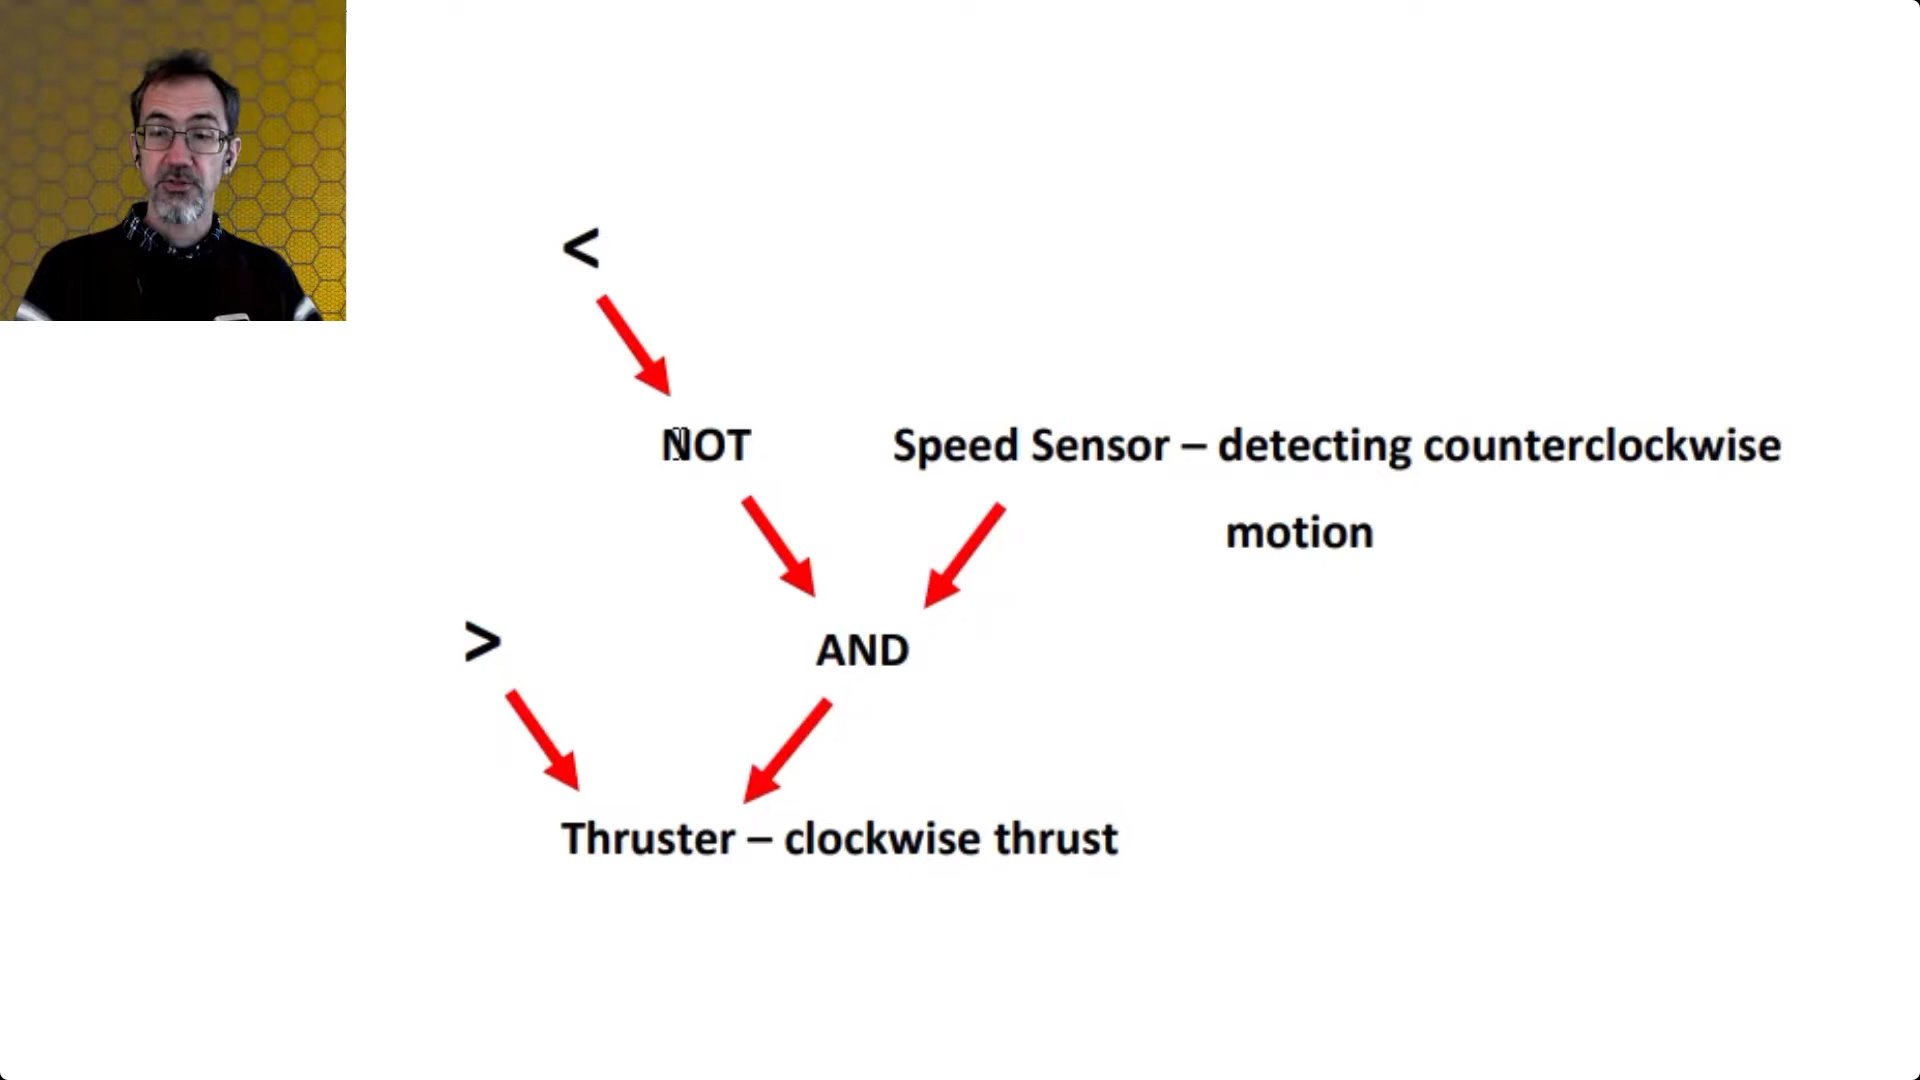 <
NOT
Speed Sensor – detecting counterclockwise
motion
>
AND
Thruster – clockwise thrust